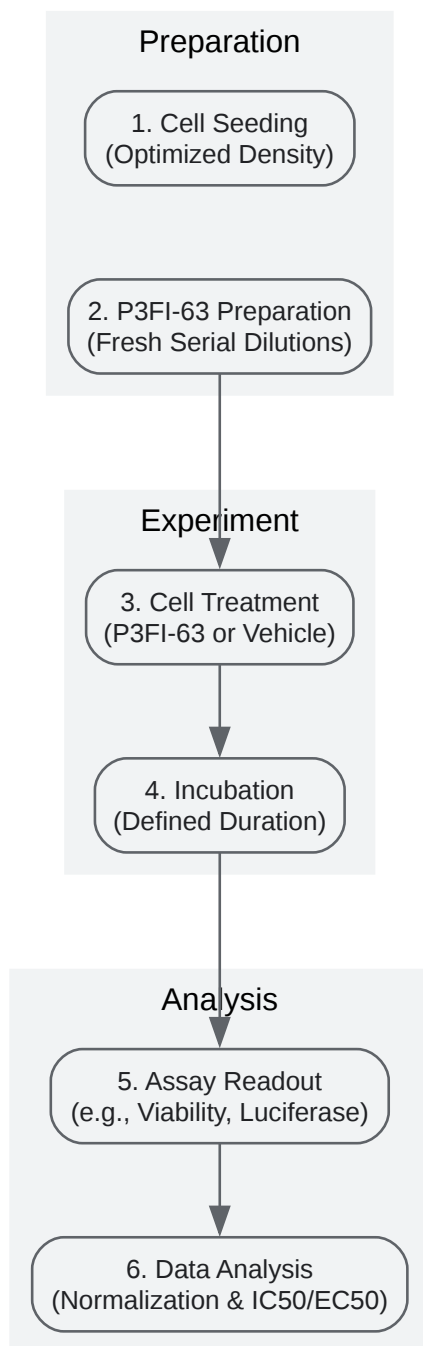 Preparation
1. Cell Seeding
(Optimized Density)
2. P3FI-63 Preparation
(Fresh Serial Dilutions)
Experiment
3. Cell Treatment
(P3FI-63 or Vehicle)
4. Incubation
(Defined Duration)
Analysis
5. Assay Readout
(e.g., Viability, Luciferase)
6. Data Analysis
(Normalization & IC50/EC50)